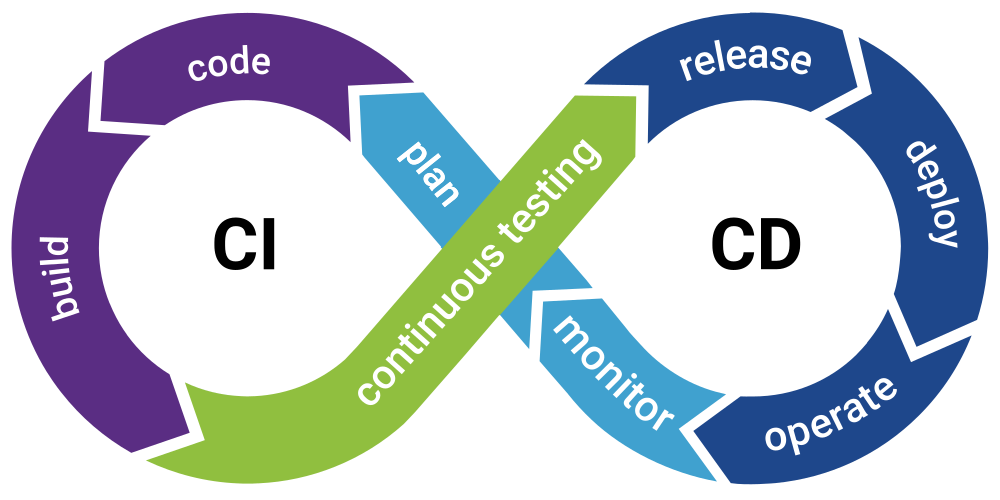 code
build
CI
plan
continuous testing
release
deploy
CD
operate
monitor